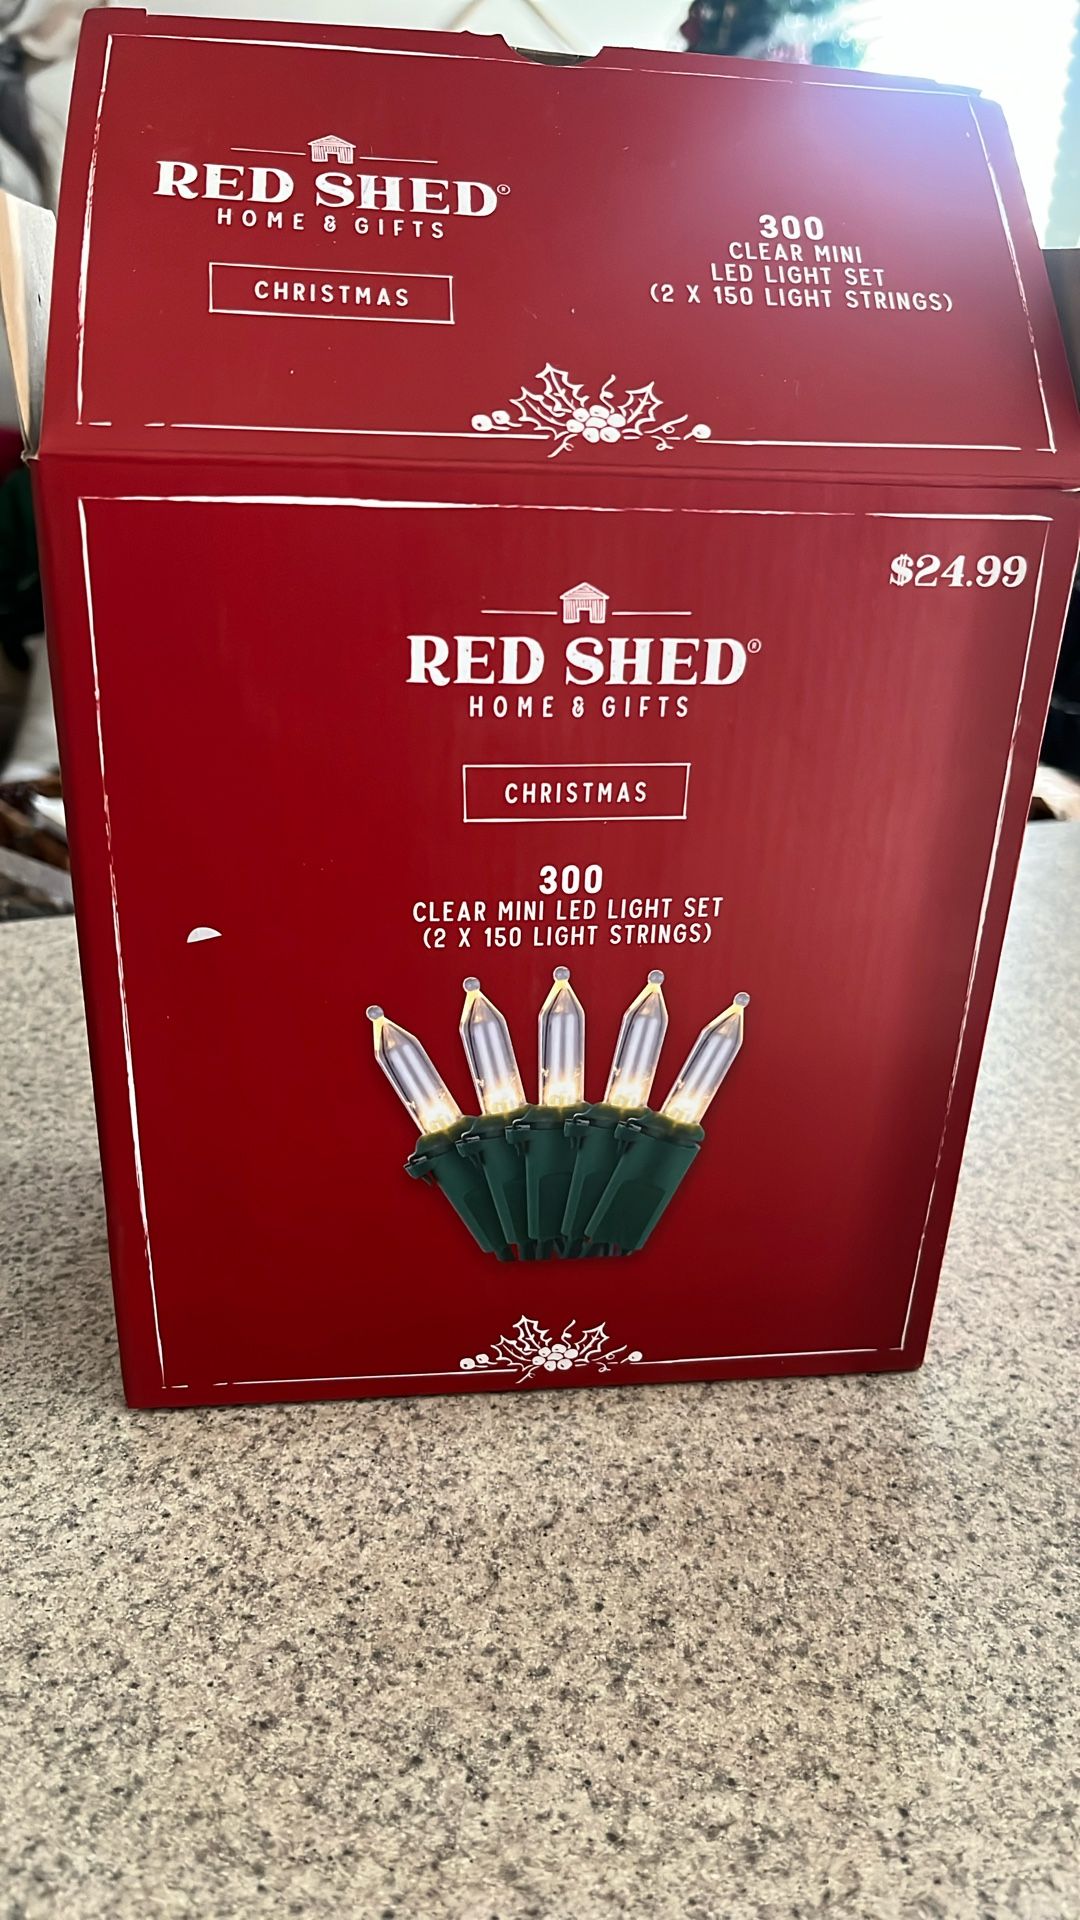 RED SHED®
HOME & GIFTS
CHRISTMAS
300
CLEAR MINI
LED LIGHT SET
(2 X 150 LIGHT STRINGS)
$24.99
RED SHED®
HOME & GIFTS
CHRISTMAS
300
CLEAR MINI LED LIGHT SET
(2 X 150 LIGHT STRINGS)